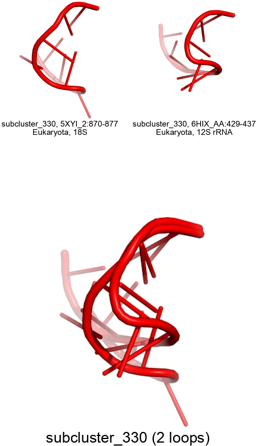 subcluster_330, 5XYI_2:870-877
Eukaryota, 18S
subcluster_330, 6HIX_AA:429-437
Eukaryota, 12S rRNA
subcluster_330 (2 loops)